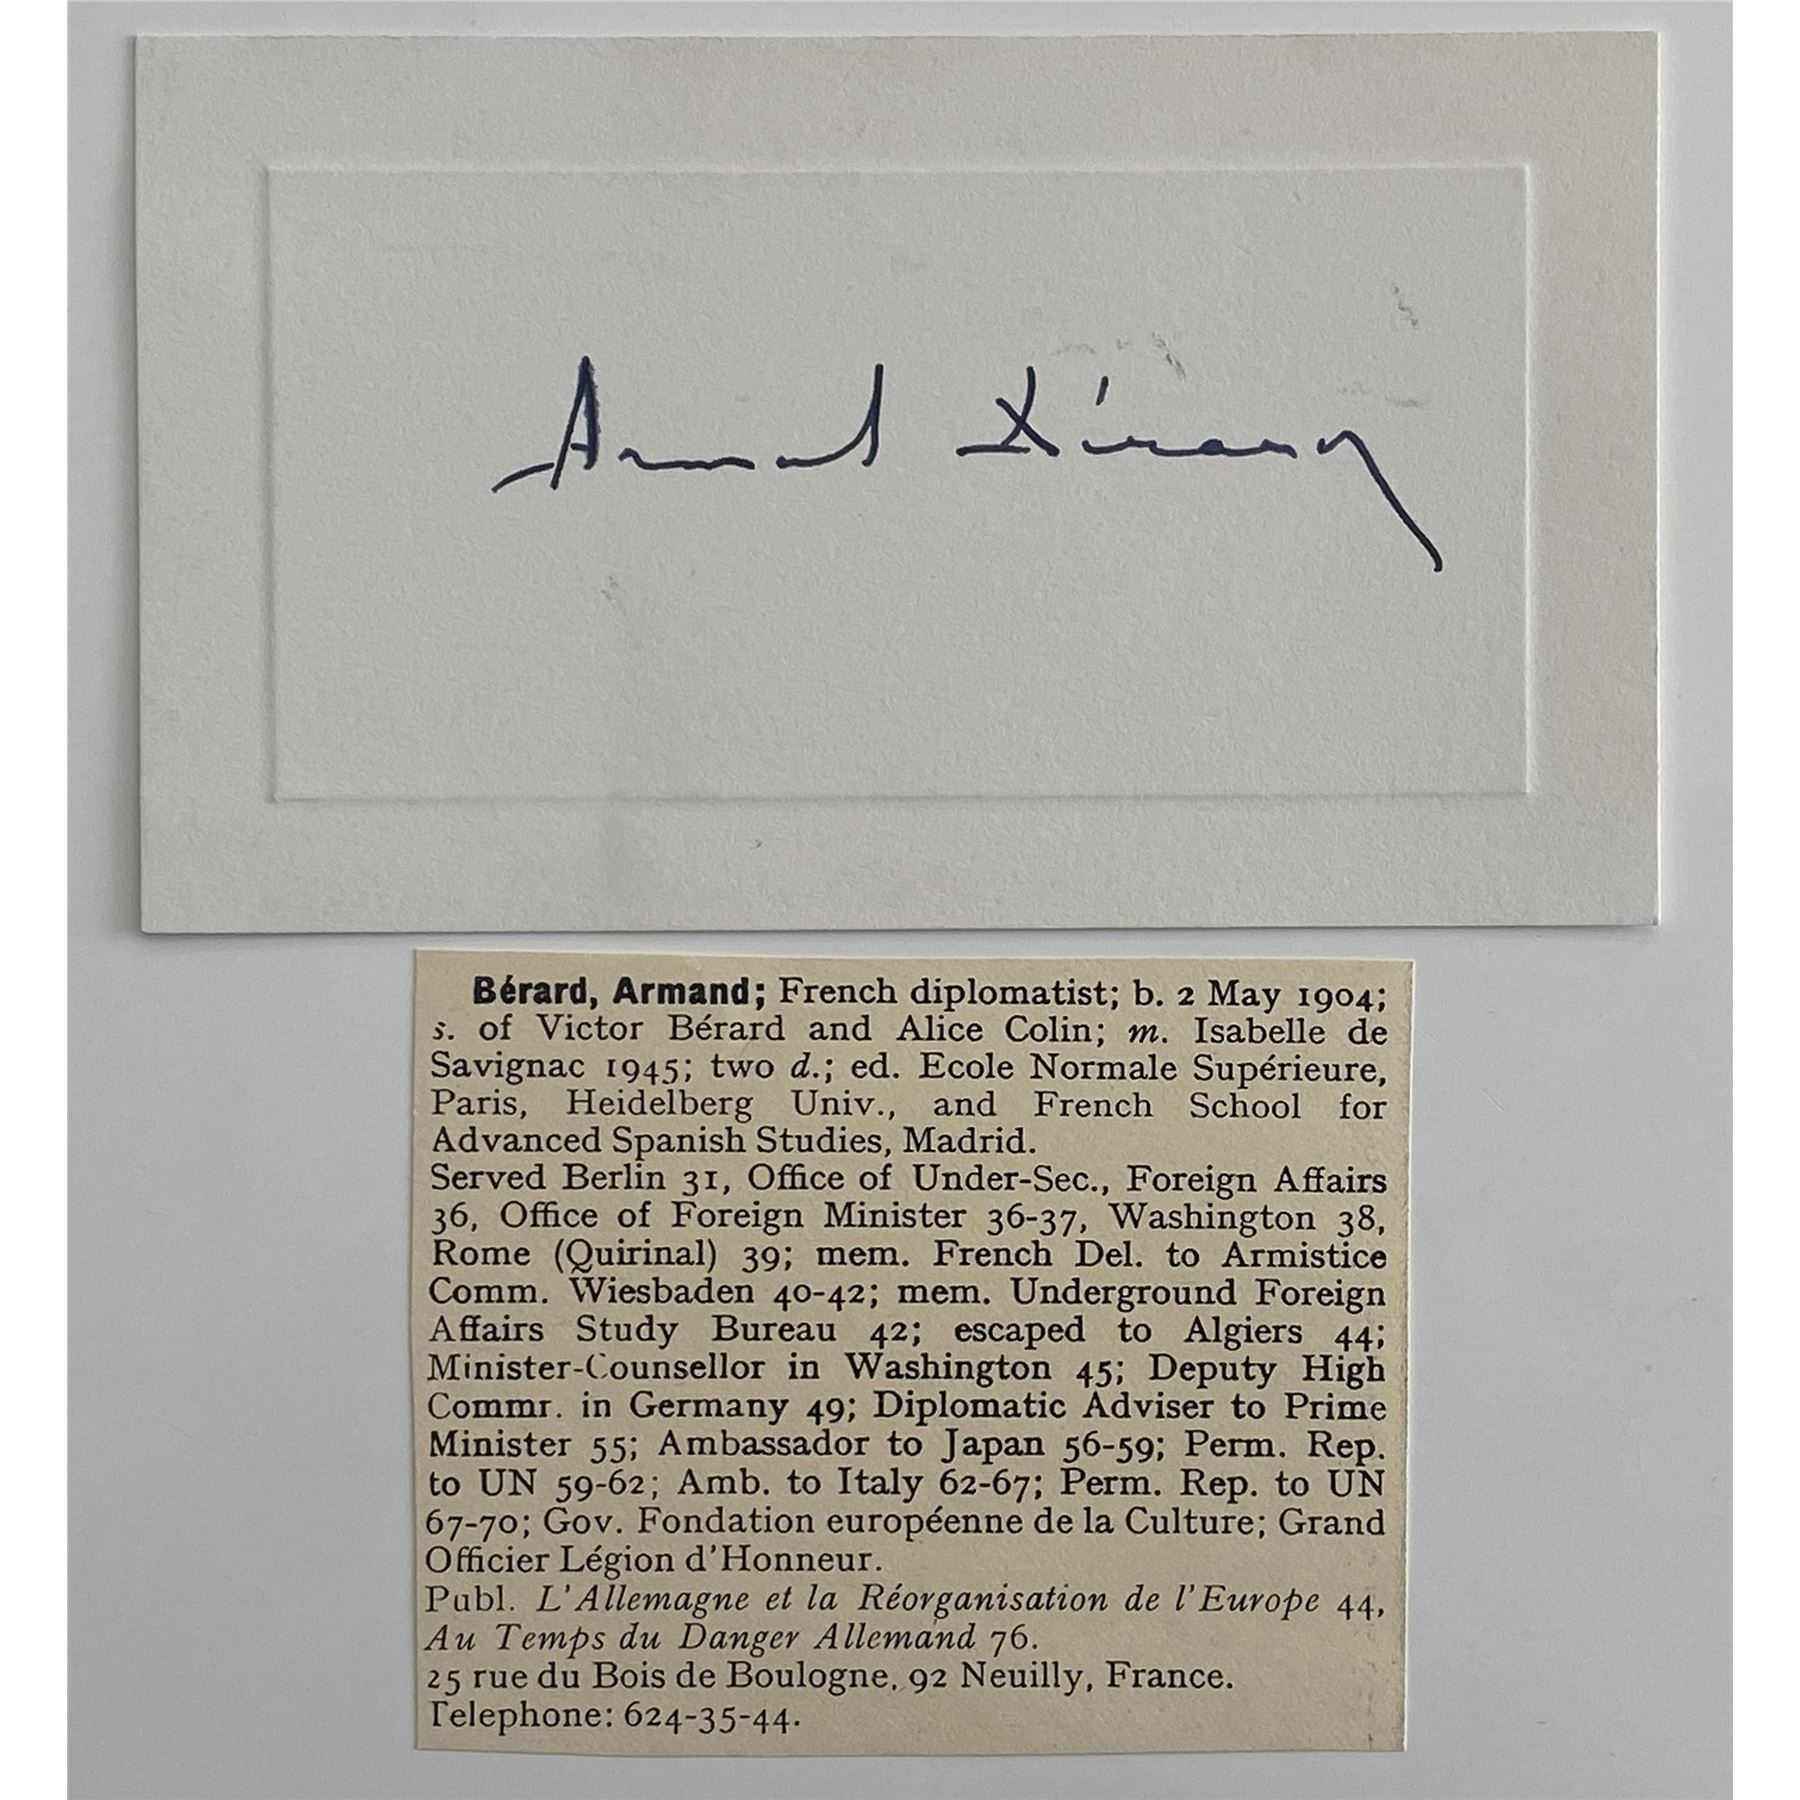 Armand Bérard
Bérard, Armand; French diplomatist; b. 2 May 1904;
s. of Victor Bérard and Alice Colin; m. Isabelle de
Savignac 1945; two d.; ed. Ecole Normale Supérieure,
Paris, Heidelberg Univ., and French School for
Advanced Spanish Studies, Madrid.
Served Berlin 31, Office of Under-Sec., Foreign Affairs
36, Office of Foreign Minister 36-37, Washington 38,
Rome (Quirinal) 39; mem. French Del. to Armistice
Comm. Wiesbaden 40-42; mem. Underground Foreign
Affairs Study Bureau 42; escaped to Algiers 44;
Minister-Counsellor in Washington 45; Deputy High
Commr. in Germany 49; Diplomatic Adviser to Prime
Minister 55; Ambassador to Japan 56-59; Perm. Rep.
to UN 59-62; Amb. to Italy 62-67; Perm. Rep. to UN
67-70; Gov. Fondation européenne de la Culture; Grand
Officier Légion d'Honneur.
Publ. L'Allemagne et la Réorganisation de l'Europe 44,
Au Temps du Danger Allemand 76.
25 rue du Bois de Boulogne, 92 Neuilly, France.
Telephone: 624-35-44.